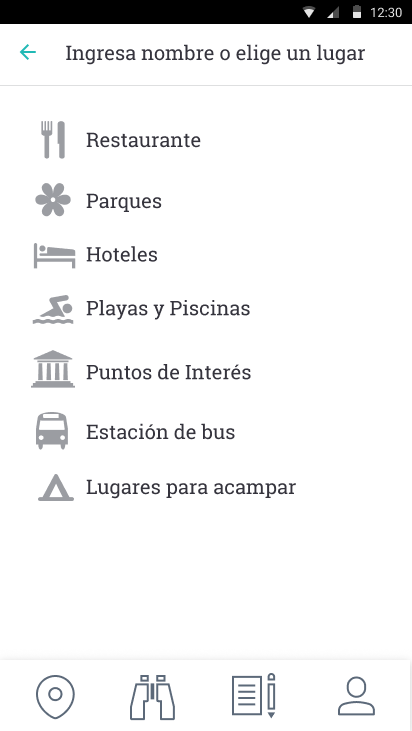 12:30
Ingresa nombre o elige un lugar
Restaurante
Parques
Hoteles
Playas y Piscinas
Puntos de Interés
Estación de bus
Lugares para acampar